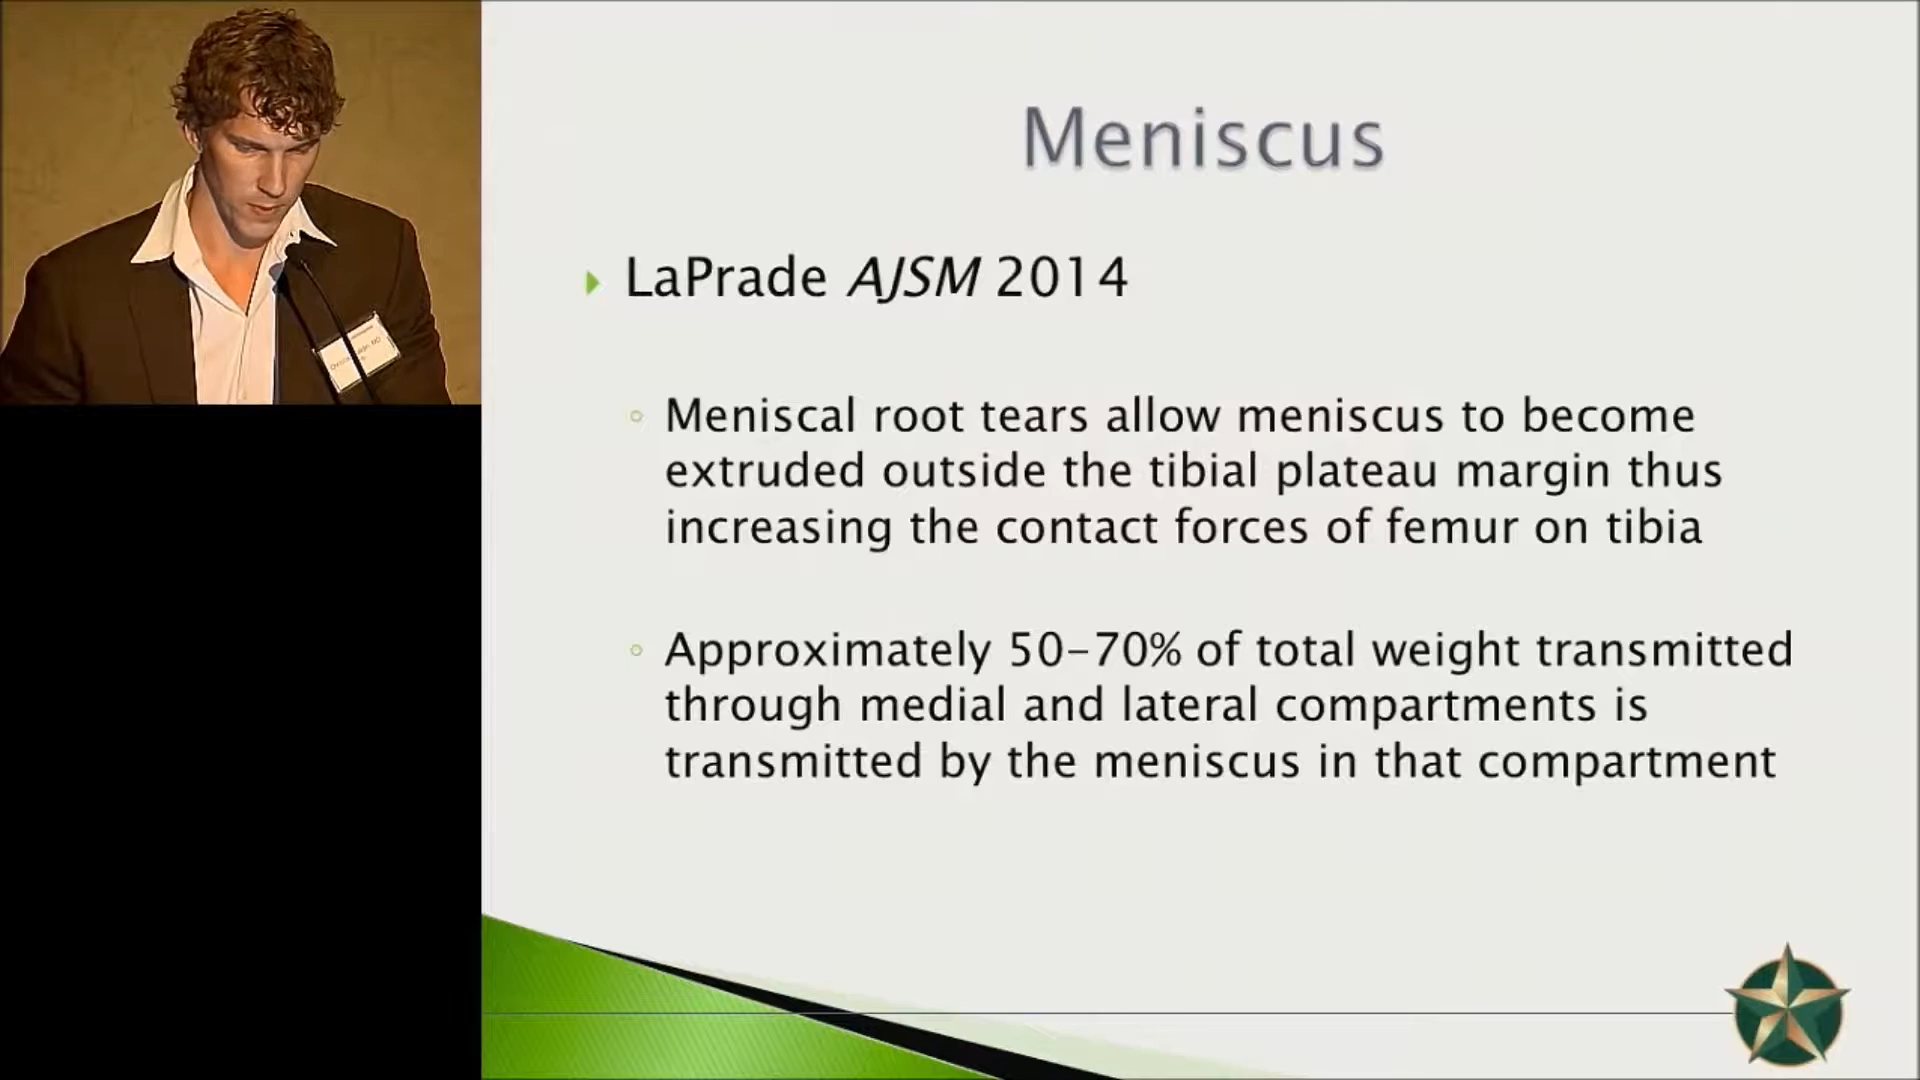 Meniscus
LaPrade AJSM 2014
Meniscal root tears allow meniscus to become
extruded outside the tibial plateau margin thus
increasing the contact forces of femur on tibia
Approximately 50-70% of total weight transmitted
through medial and lateral compartments is
transmitted by the meniscus in that compartment